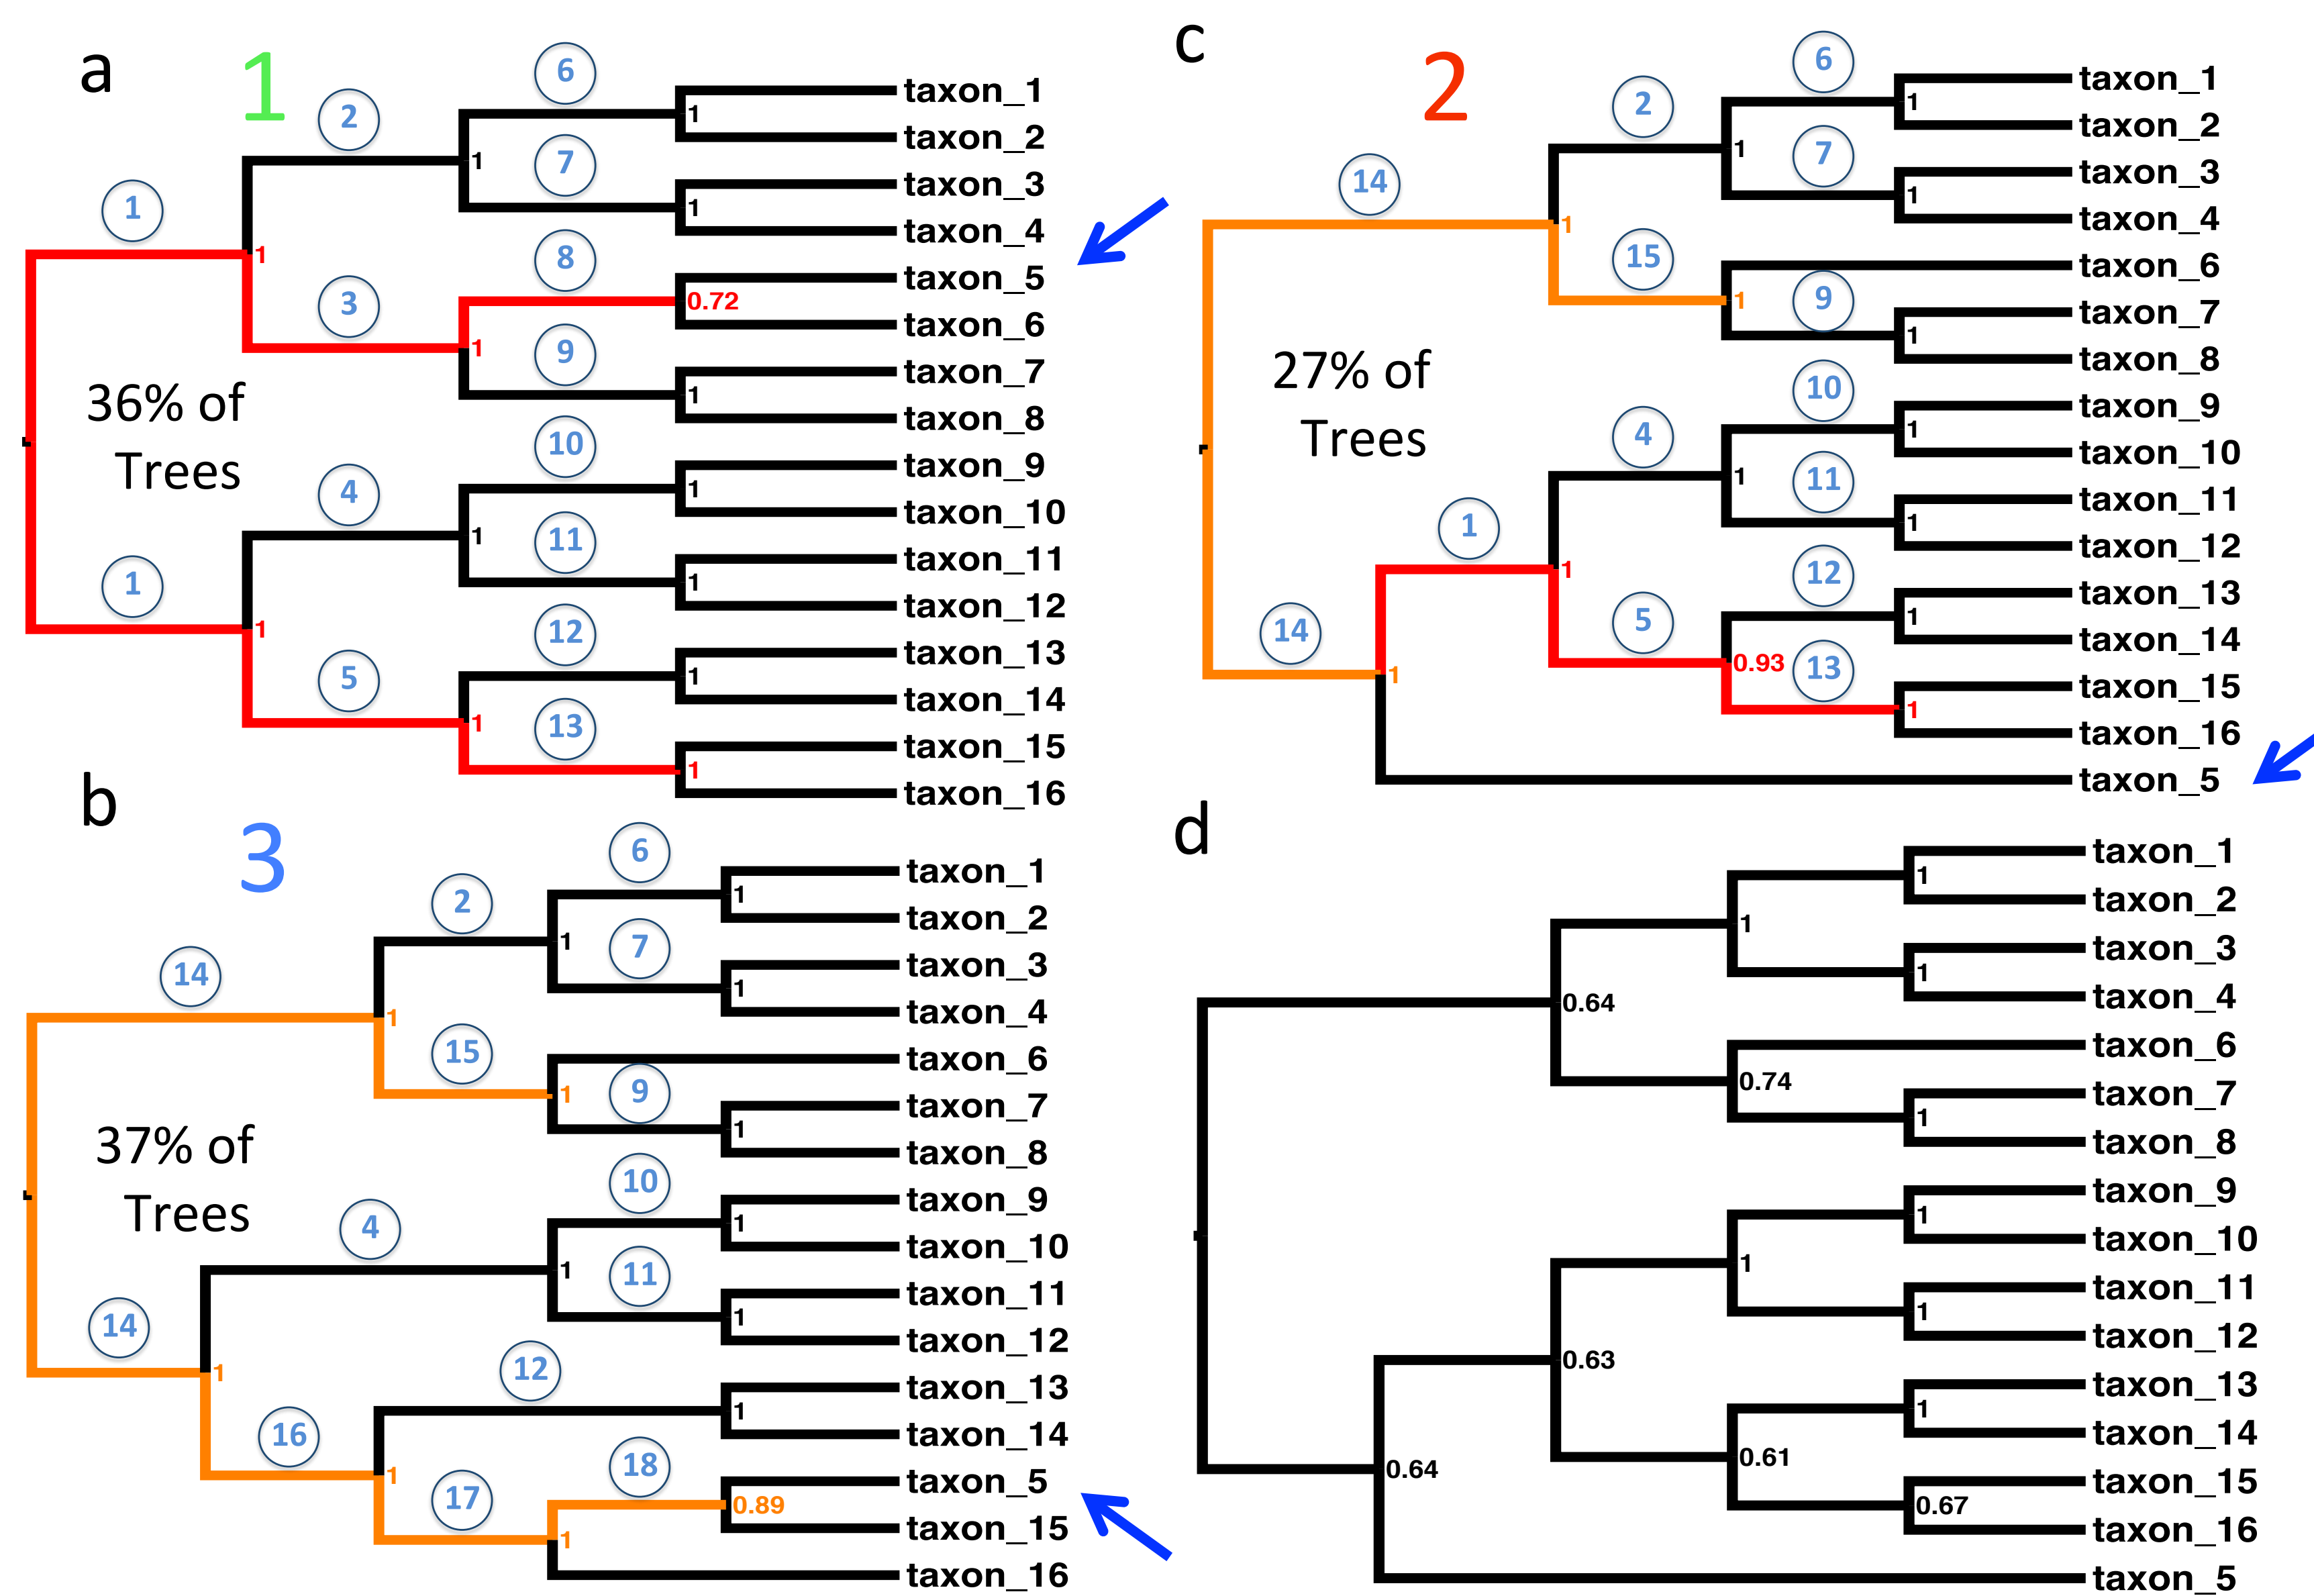 a
1
6
2
taxon_1
1
taxon_2
1
7
taxon_3
1
1
taxon_4
1
8
taxon_5
3
0.72
taxon_6
1
9
taxon_7
36% of
1
Trees
taxon_8
10
taxon_9
4
1
taxon_10
1
11
taxon_11
1
1
taxon_12
1
12
taxon_13
5
1
taxon_14
1
13
taxon_15
1
taxon_16
b
3
6
2
taxon_1
1
taxon_2
1
7
taxon_3
14
1
taxon_4
1
15
taxon_6
1
9
taxon_7
37% of
1
Trees
taxon_8
10
taxon_9
4
1
taxon_10
1
11
taxon_11
14
1
taxon_12
1
12
taxon_13
16
1
taxon_14
1
18
taxon_5
17
0.89
taxon_15
1
taxon_16
c
2
6
2
taxon_1
1
taxon_2
1
7
taxon_3
14
1
taxon_4
1
15
taxon_6
1
9
taxon_7
27% of
1
Trees
taxon_8
10
taxon_9
4
1
taxon_10
1
11
taxon_11
1
1
taxon_12
1
12
taxon_13
5
1
taxon_14
14
0.93
13
taxon_15
1
1
taxon_16
taxon_5
d
taxon_1
1
taxon_2
1
taxon_3
1
taxon_4
0.64
taxon_6
0.74
taxon_7
1
taxon_8
taxon_9
1
taxon_10
1
taxon_11
1
taxon_12
0.63
taxon_13
1
taxon_14
0.61
0.64
taxon_15
0.67
taxon_16
taxon_5